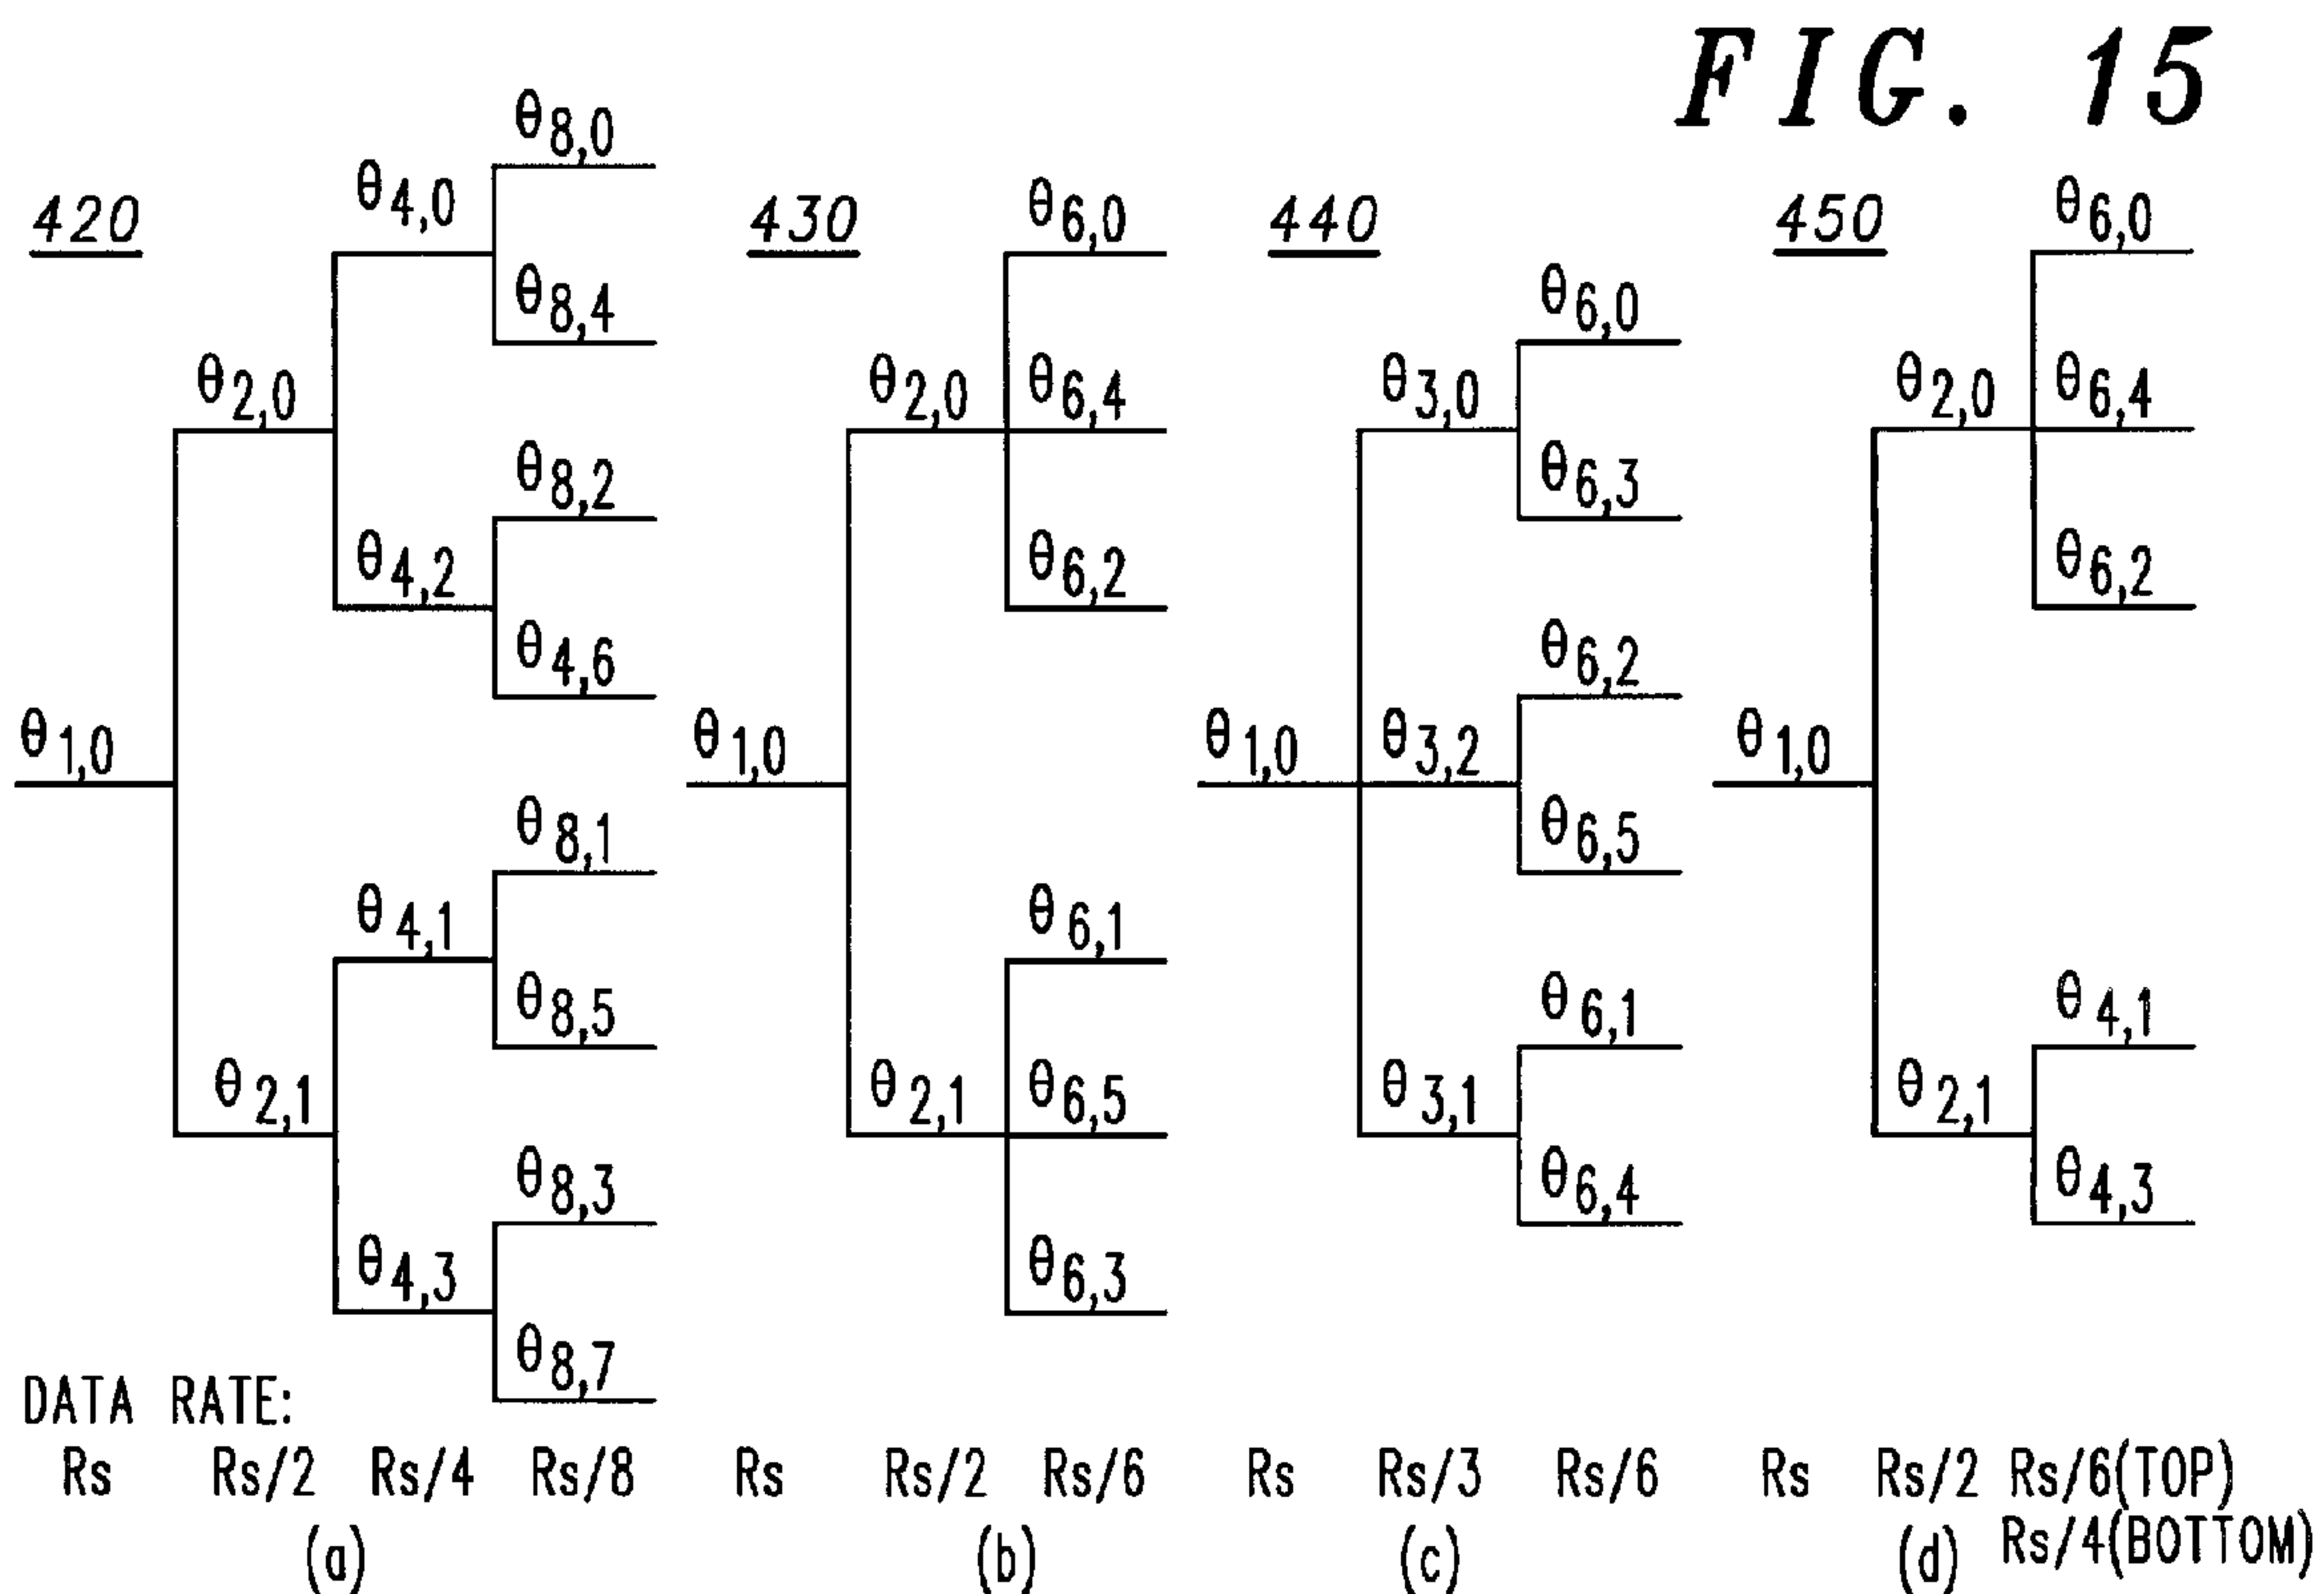 FIG. 15
420
θ1,0
θ2,0
θ2,1
θ4,0
θ4,2
θ4,1
θ4,3
θ8,0
θ8,4
θ8,2
θ4,6
θ8,1
θ8,5
θ8,3
θ8,7
430
θ1,0
θ2,0
θ2,1
θ6,0
θ6,4
θ6,2
θ6,1
θ6,5
θ6,3
440
θ1,0
θ3,0
θ3,2
θ3,1
θ6,0
θ6,3
θ6,2
θ6,5
θ6,1
θ6,4
450
θ1,0
θ2,0
θ2,1
θ6,0
θ6,4
θ6,2
θ4,1
θ4,3
DATA RATE:
Rs Rs/2 Rs/4 Rs/8 Rs Rs/2 Rs/6 Rs Rs/3 Rs/6 Rs Rs/2 Rs/6(TOP)
Rs/4(BOTTOM)
(a) (b) (c) (d)